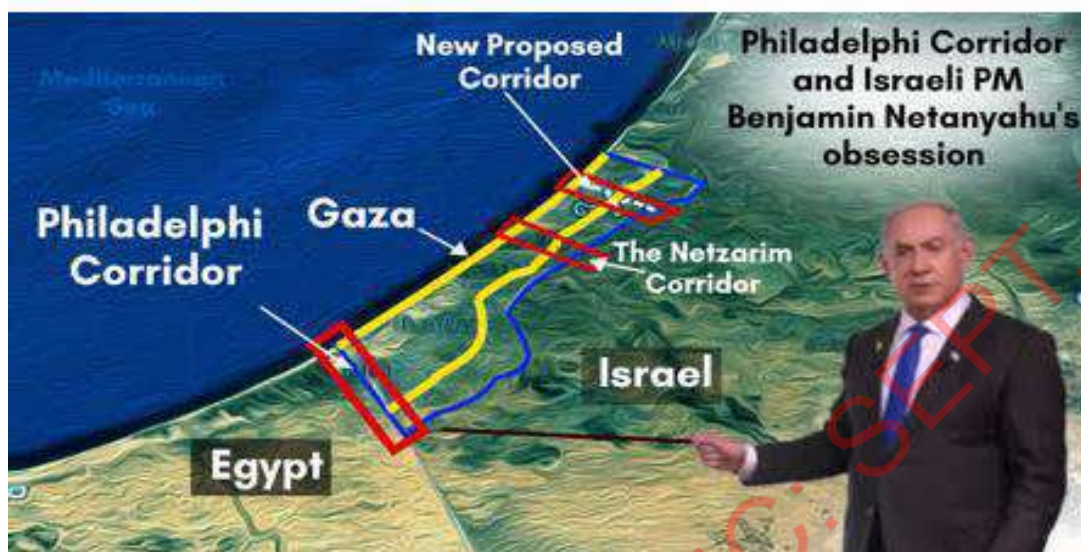 Philadelphi Corridor
and Israeli PM
Benjamin Netanyahu's
obsession
New Proposed
Corridor
Mediterranean
Sea
Philadelphi
Corridor
Gaza
The Netzarim
Corridor
Israel
Egypt
SEPT